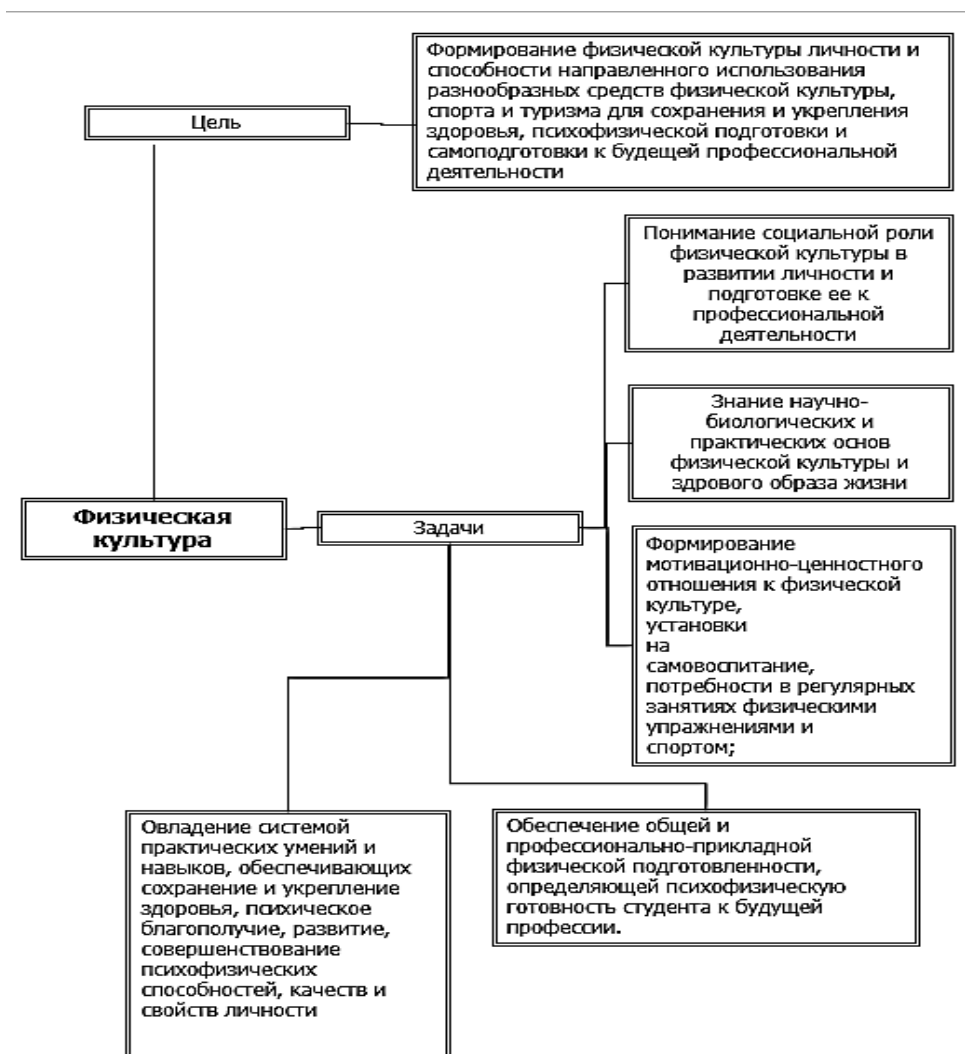 Формирование физической культуры личности и
способности направленного использования
разнообразных средств физической культуры,
спорта и туризма для сохранения и укрепления
здоровья, психофизической подготовки и
самоподготовки к будещей профессиональной
деятельности
Цель
Понимание социальной роли
физической культуры в
развитии личности и
подготовке ее к
профессиональной
деятельности
Знание научно-
биологических и
практических основ
физической культуры и
здрового образа жизни
Физическая
культура
Задачи
Формирование
мотивационно-ценностного
отношения к физической
культуре,
установки
на
самовоспитание,
потребности в регулярных
занятиях физическими
упражнениями и
спортом;
Овладение системой
практических умений и
навыков, обеспечивающих
сохранение и укрепление
здоровья, психическое
благополучие, развитие,
совершенствование
психофизических
способностей, качеств и
свойств личности
Обеспечение общей и
профессионально-прикладной
физической подготовленности,
определяющей психофизическую
готовность студента к будущей
профессии.